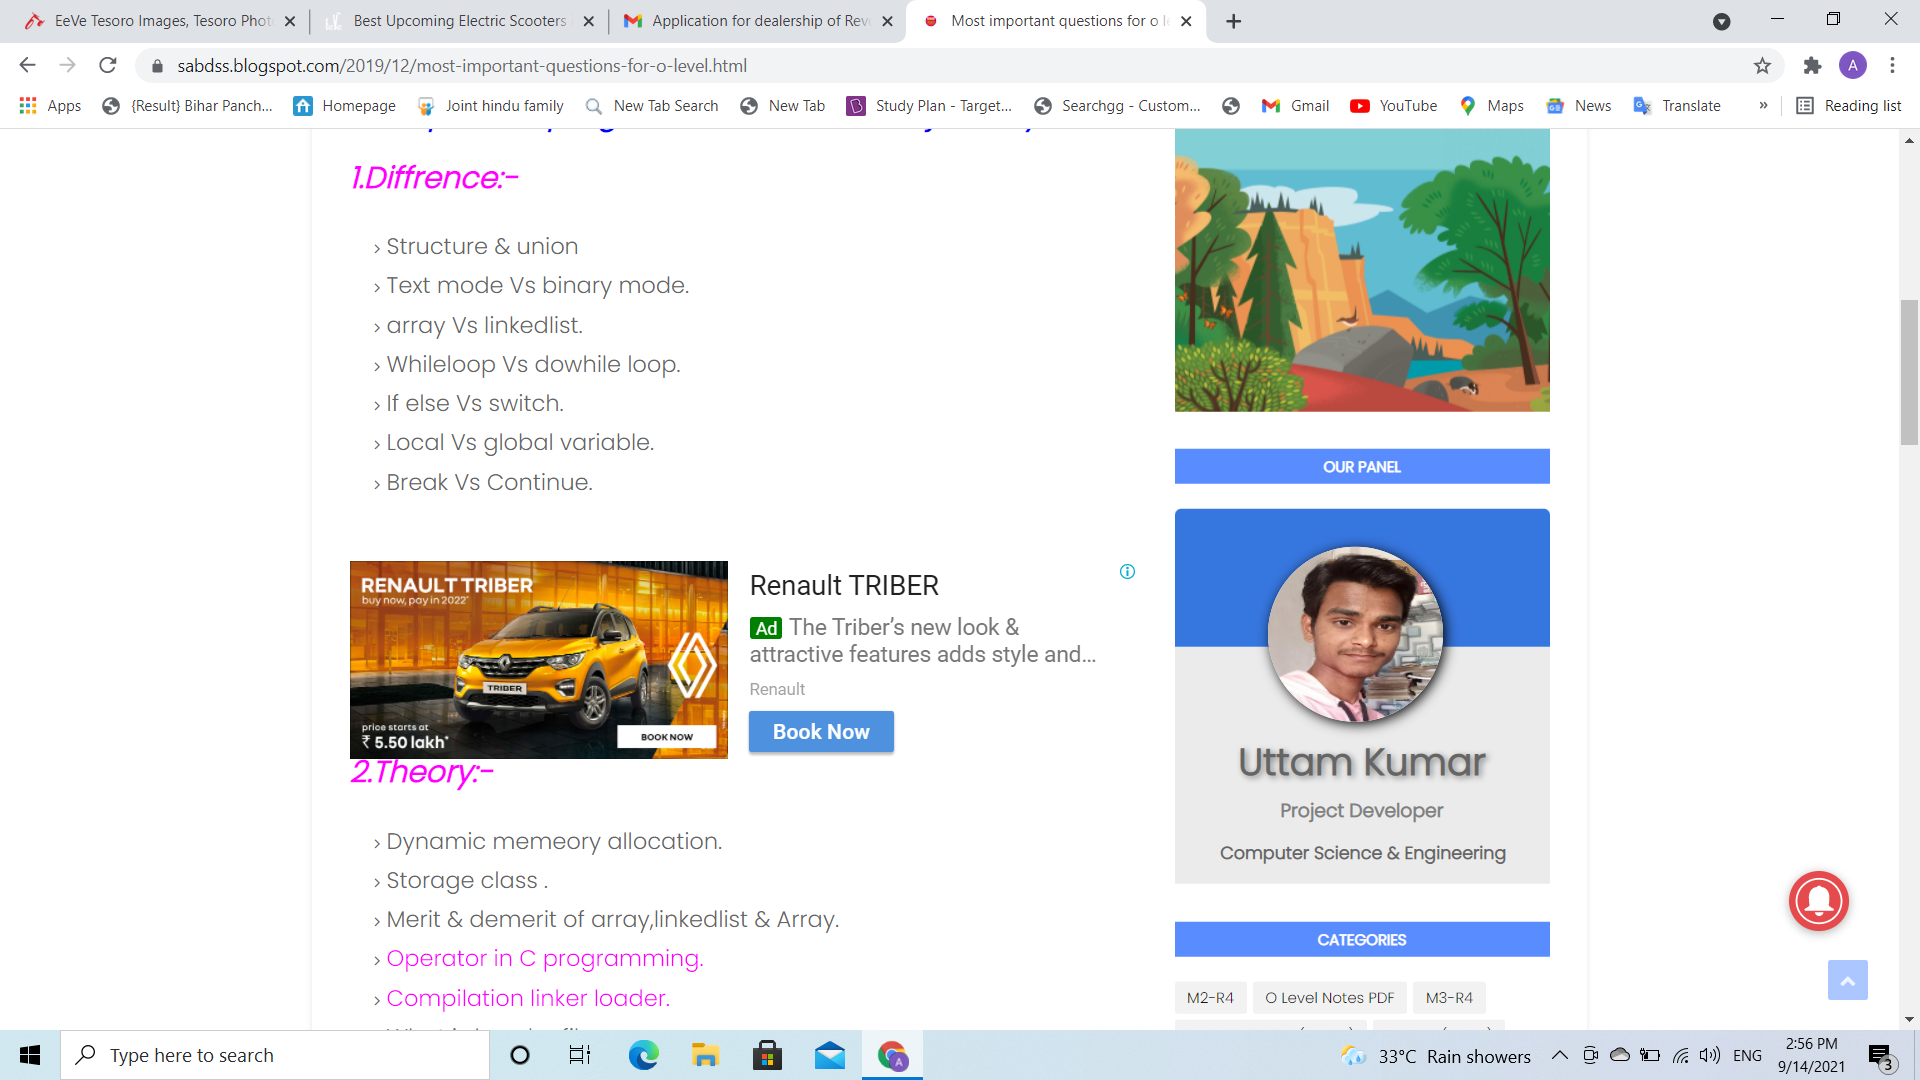 EeVe Tesoro Images, Tesoro Phot
Best Upcoming Electric Scooters
Application for dealership of Rev
Most important questions for o l
sabdss.blogspot.com/2019/12/most-important-questions-for-o-level.html
A
Apps
{Result} Bihar Panch...
Homepage
Joint hindu family
New Tab Search
New Tab
Study Plan - Target...
Searchgg - Custom...
Gmail
YouTube
Maps
News
Translate
»
Reading list
1.Diffrence:-
› Structure & union
› Text mode Vs binary mode.
› array Vs linkedlist.
› Whileloop Vs dowhile loop.
› If else Vs switch.
› Local Vs global variable.
› Break Vs Continue.
RENAULT TRIBER
buy now, pay in 2022*
TRIBER
price starts at
₹ 5.50 lakh*
BOOK NOW
Renault TRIBER
Ad The Triber’s new look &
attractive features adds style and...
Renault
Book Now
2.Theory:-
› Dynamic memeory allocation.
› Storage class .
› Merit & demerit of array,linkedlist & Array.
› Operator in C programming.
› Compilation linker loader.
OUR PANEL
Uttam Kumar
Project Developer
Computer Science & Engineering
CATEGORIES
M2-R4
O Level Notes PDF
M3-R4
Type here to search
A
33°C Rain showers
ENG
2:56 PM
9/14/2021
3